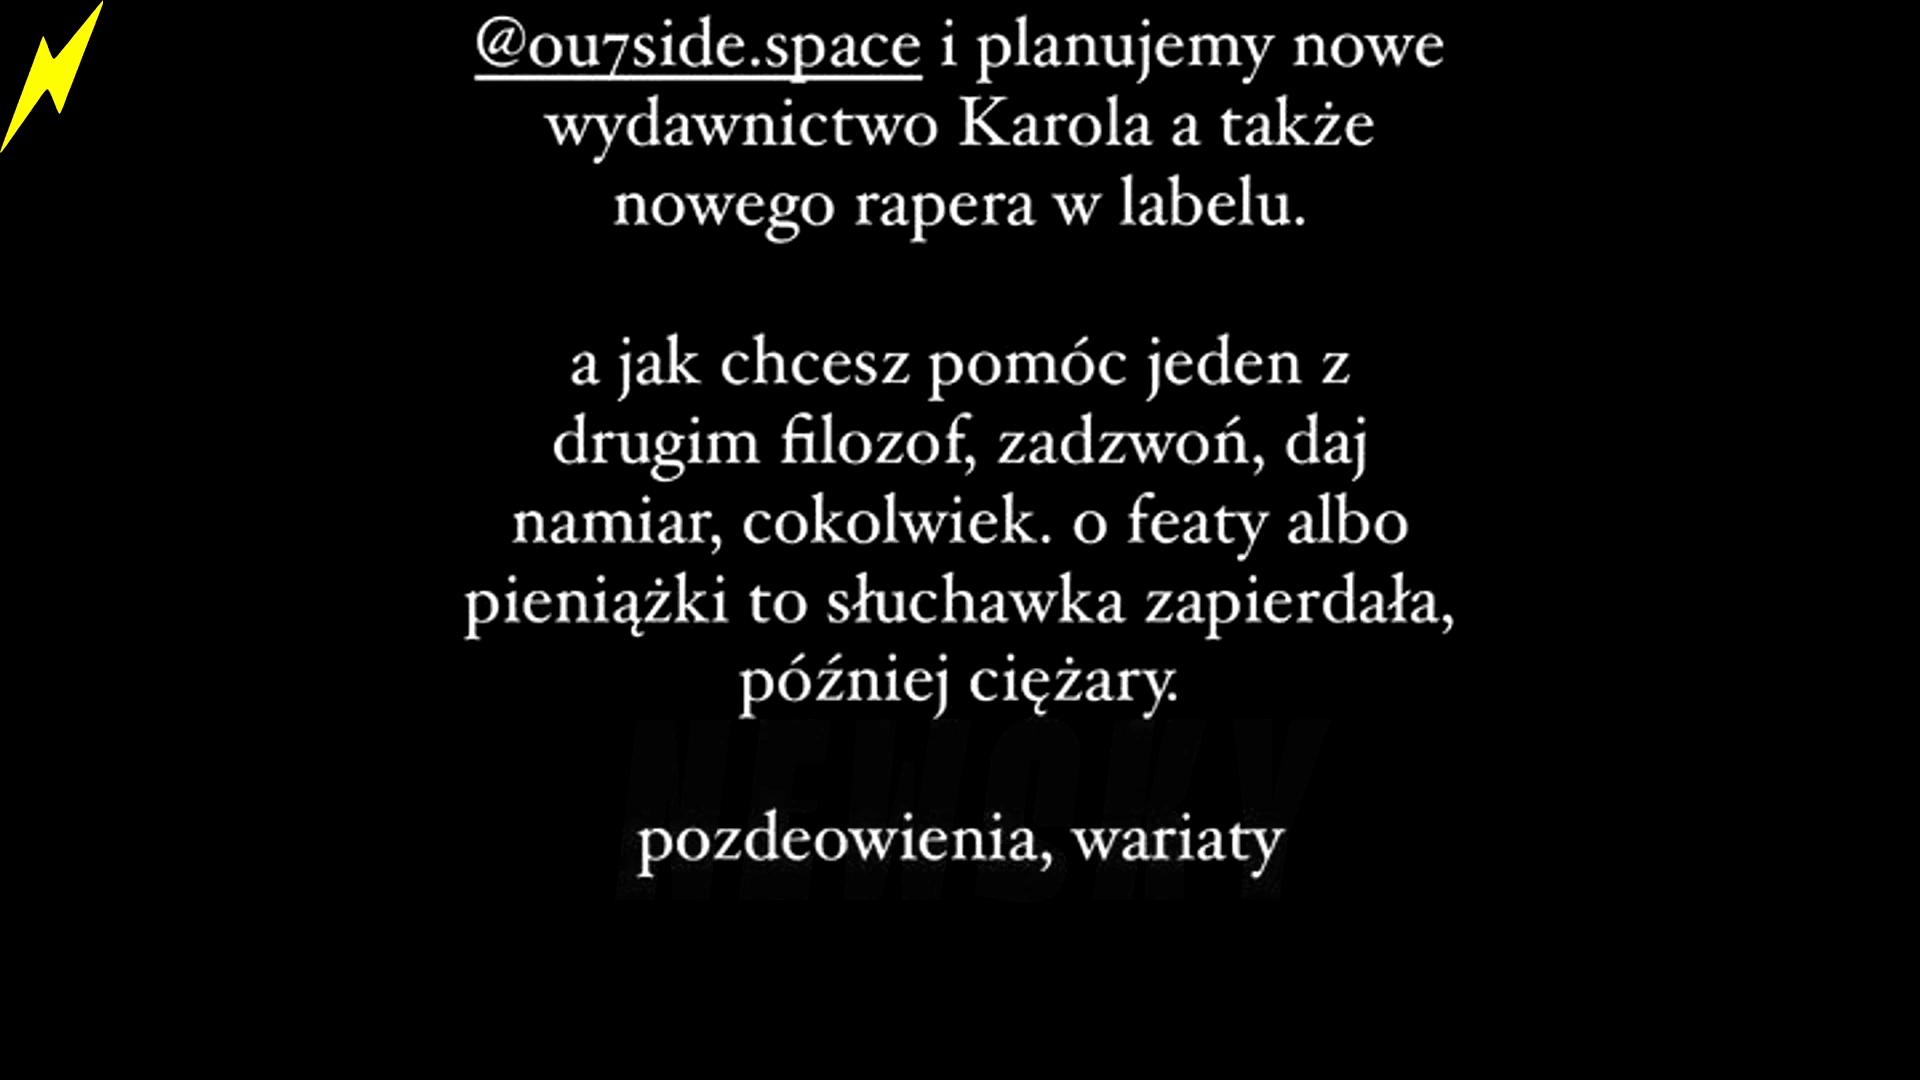 @ou7side.space i planujemy nowe
wydawnictwo Karola a także
nowego rapera w labelu.
a jak chcesz pomóc jeden z
drugim filozof, zadzwoń, daj
namiar, cokolwiek. o featy albo
pieniążki to słuchawka zapierdała,
później ciężary.
NEWSKY
pozdeowienia, wariaty